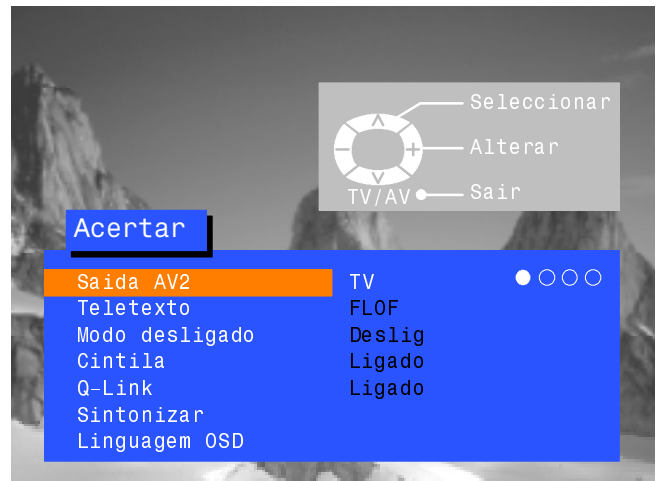 Seleccionar
Alterar
TV/AV Sair
Acertar
Saida AV2 TV
Teletexto FLOF
Modo desligado Deslig
Cintila Ligado
Q-Link Ligado
Sintonizar
Linguagem OSD